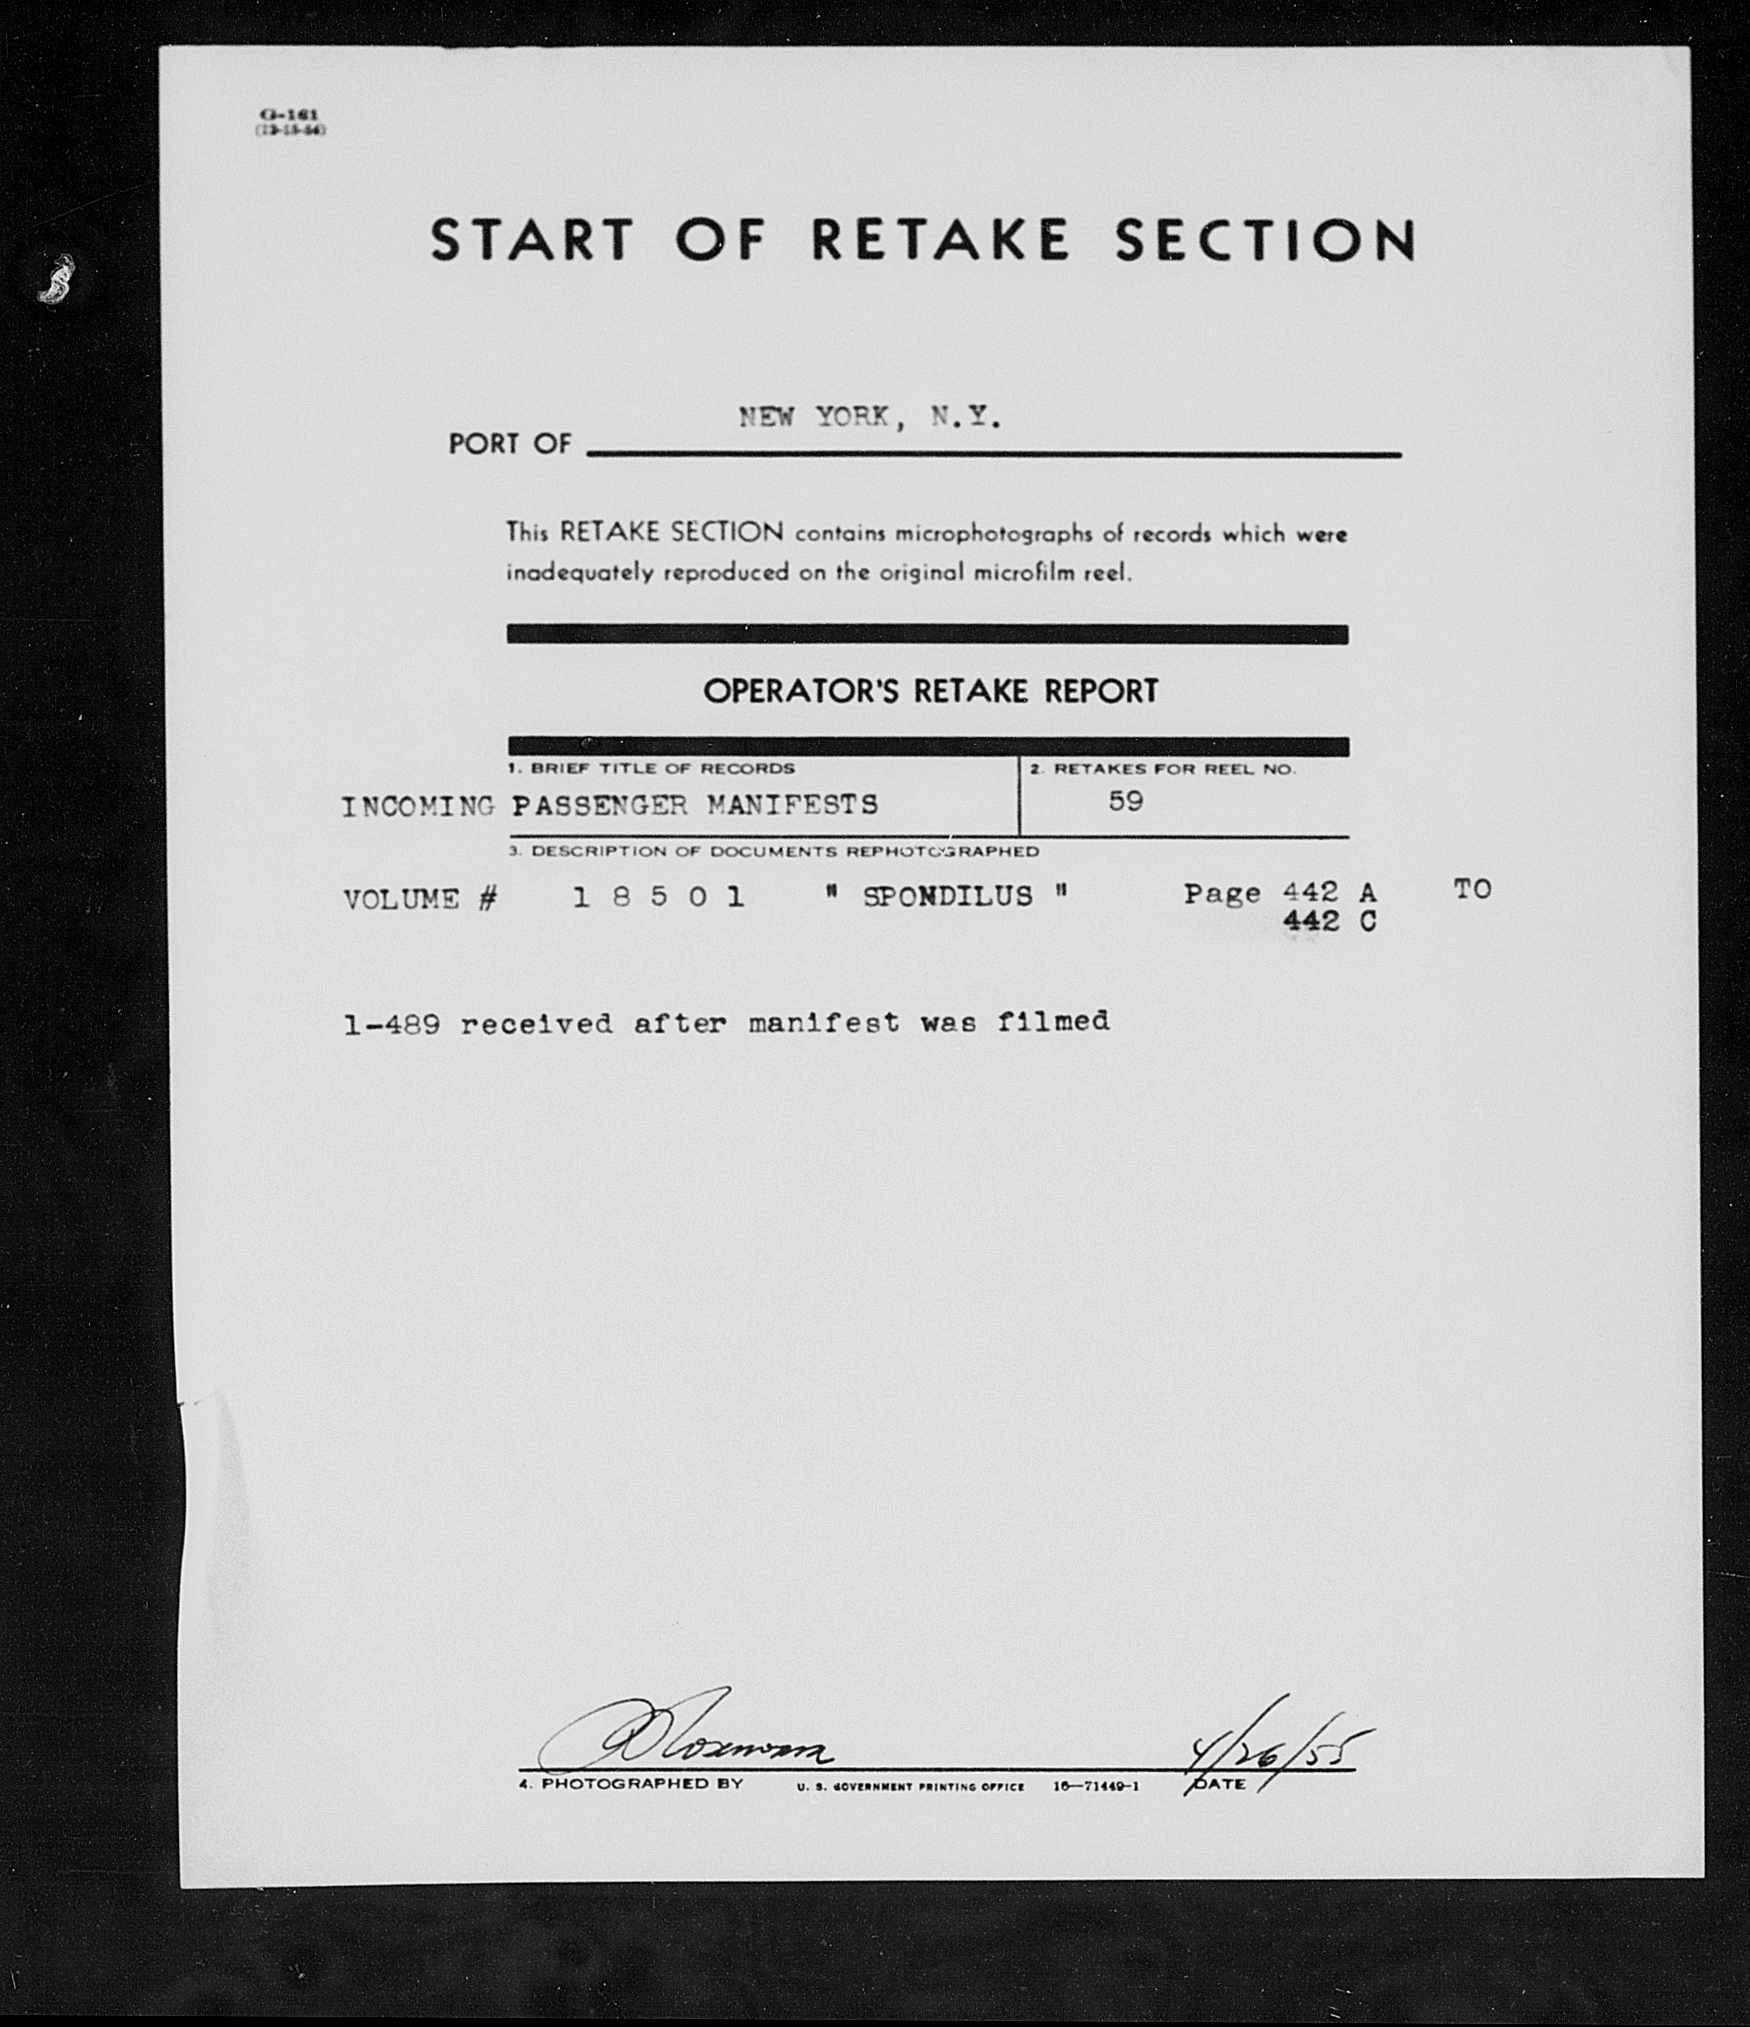 G-161
(12-15-54)
START OF RETAKE SECTION
PORT OF NEW YORK, N.Y.
This RETAKE SECTION contains microphotographs of records which were
inadequately reproduced on the original microfilm reel.
OPERATOR'S RETAKE REPORT
1. BRIEF TITLE OF RECORDS 2. RETAKES FOR REEL NO.
INCOMING PASSENGER MANIFESTS 59
3. DESCRIPTION OF DOCUMENTS REPHOTOGRAPHED
VOLUME # 1 8 5 0 1 " SPONDILUS " Page 442 A TO
442 C
1-489 received after manifest was filmed
4/26/55
4. PHOTOGRAPHED BY U. S. GOVERNMENT PRINTING OFFICE 16—71449-1 DATE